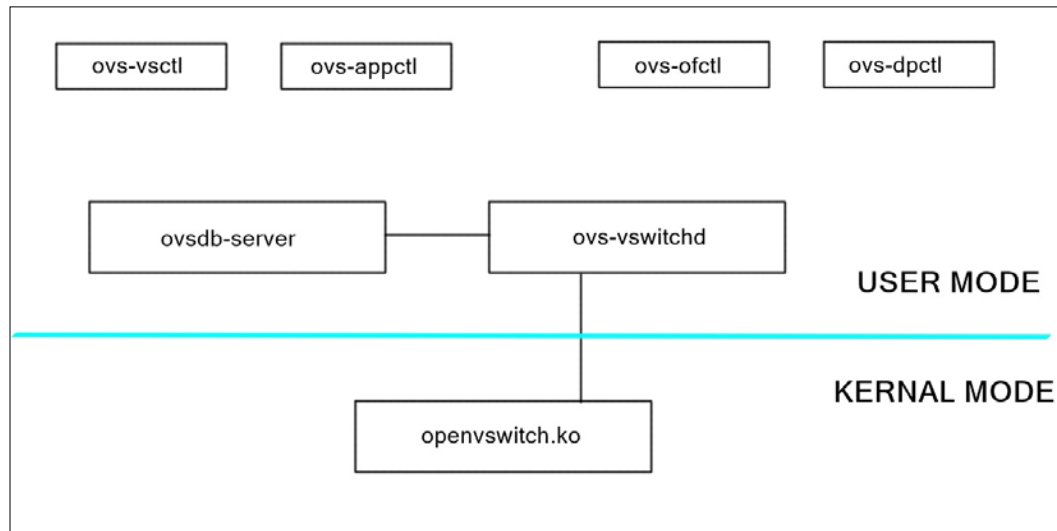 ovs-vsctl
ovs-appctl
ovs-ofctl
ovs-dpctl
ovsdb-server
ovs-vswitchd
USER MODE
KERNAL MODE
openvswitch.ko